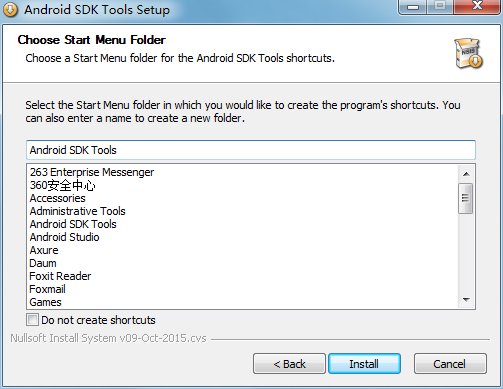 Android SDK Tools Setup
Choose Start Menu Folder
Choose a Start Menu folder for the Android SDK Tools shortcuts.
Select the Start Menu folder in which you would like to create the program's shortcuts. You
can also enter a name to create a new folder.
Android SDK Tools
263 Enterprise Messenger
360安全中心
Accessories
Administrative Tools
Android SDK Tools
Android Studio
Axure
Daum
Foxit Reader
Foxmail
Games
Do not create shortcuts
Nullsoft Install System v09-Oct-2015.cvs
< Back
Install
Cancel